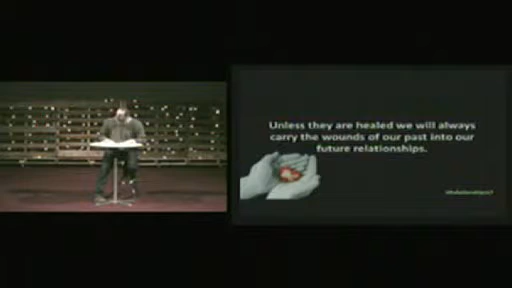 Unless they are healed we will always
carry the wounds of our past into our
future relationships.